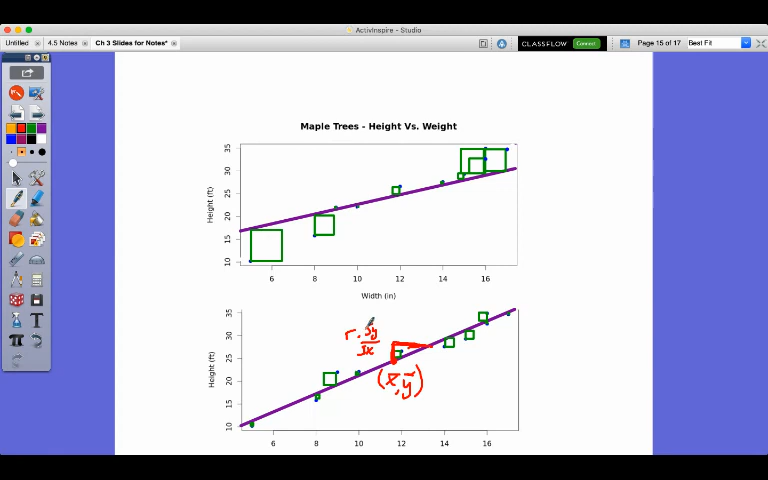 ActivInspire - Studio
Untitled
4.5 Notes
Ch 3 Slides for Notes*
CLASSFLOW
Connect
Page 15 of 17
Best Fit
Maple Trees - Height Vs. Weight
Height (ft)
35
30
25
20
15
10
6
8
10
12
14
16
Width (in)
Height (ft)
35
30
25
20
15
10
r · Sy
Sx
(x̄, ȳ)
6
8
10
12
14
16